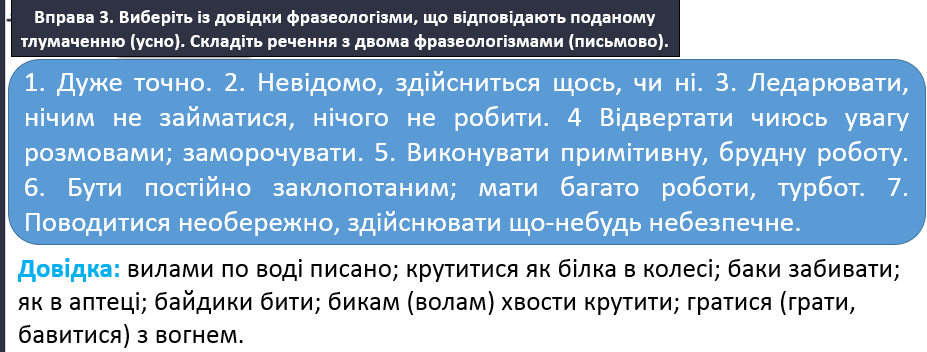 Вправа 3. Виберіть із довідки фразеологізми, що відповідають поданому
тлумаченню (усно). Складіть речення з двома фразеологізмами (письмово).
1. Дуже точно. 2. Невідомо, здійсниться щось, чи ні. 3. Ледарювати,
нічим не займатися, нічого не робити. 4 Відвертати чиюсь увагу
розмовами; заморочувати. 5. Виконувати примітивну, брудну роботу.
6. Бути постійно заклопотаним; мати багато роботи, турбот. 7.
Поводитися необережно, здійснювати що-небудь небезпечне.
Довідка: вилами по воді писано; крутитися як білка в колесі; баки забивати;
як в аптеці; байдики бити; бикам (волам) хвости крутити; гратися (грати,
бавитися) з вогнем.